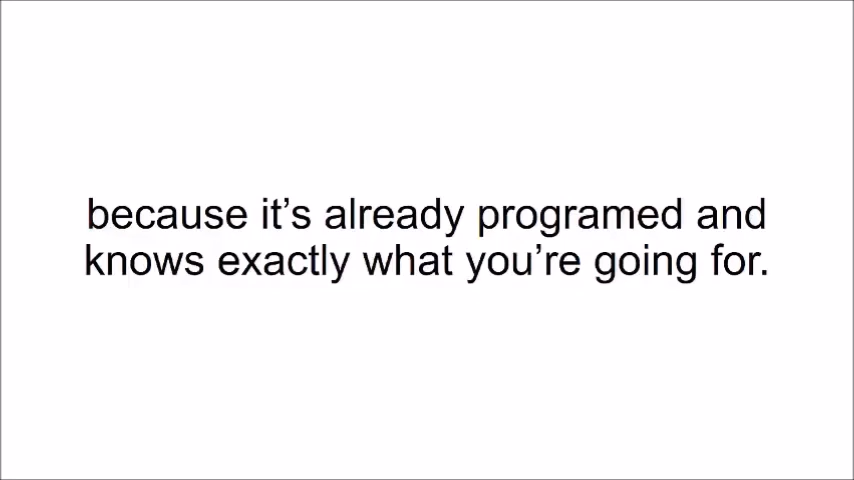 because it’s already programed and
knows exactly what you’re going for.